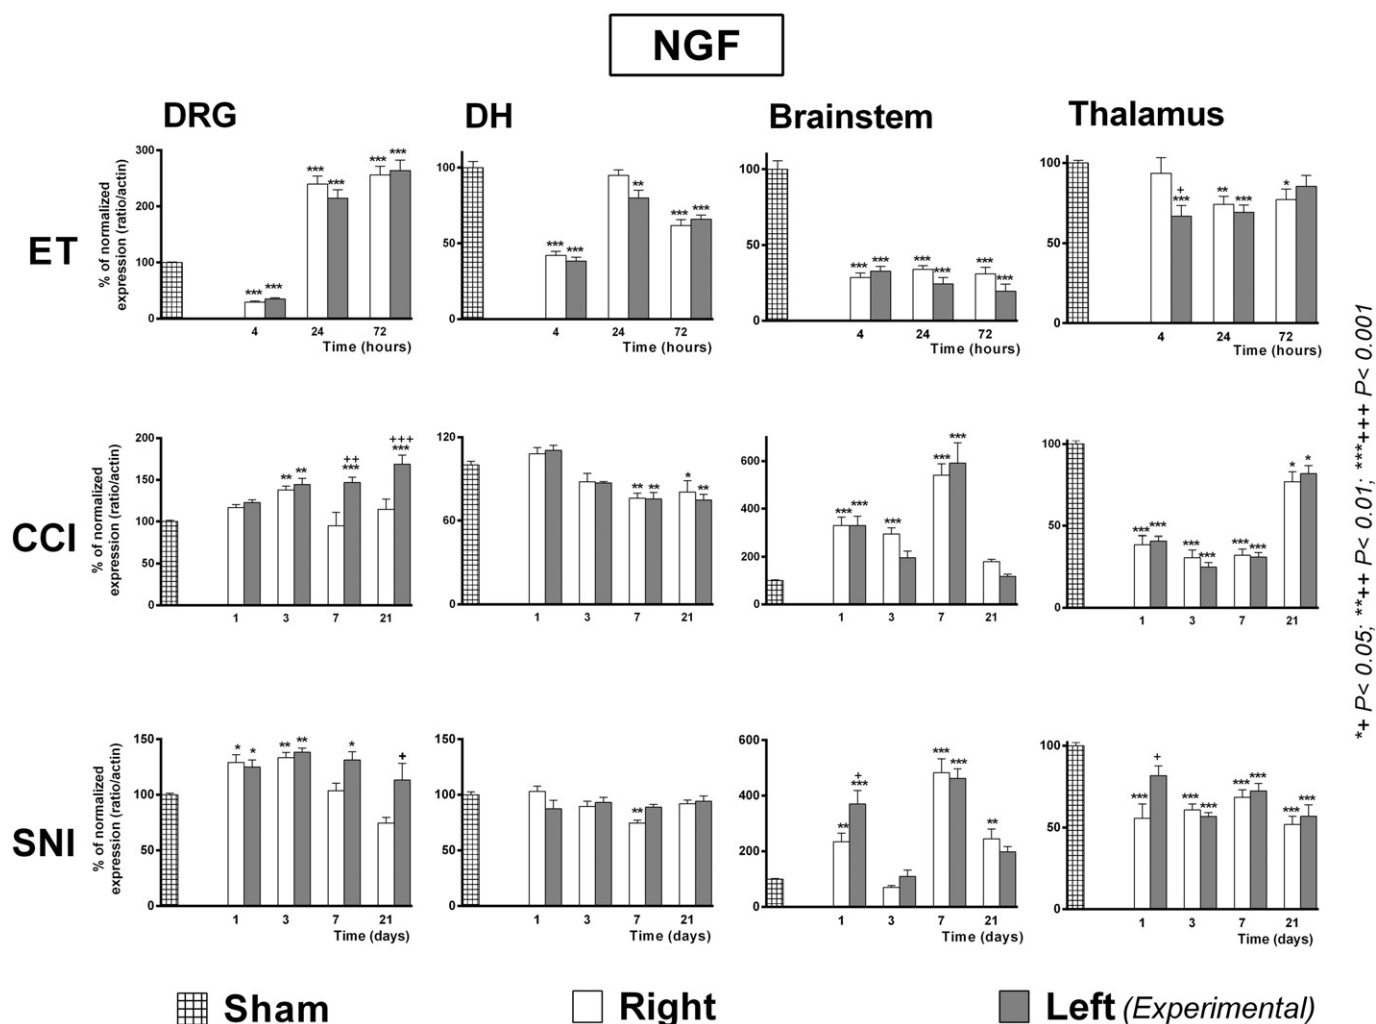 NGF
DRG DH Brainstem Thalamus
ET
% of normalized
expression (ratio/actin)
300
200
100
0
*** *** *** *** *** ***
4 24 72
Time (hours)
100
50
0
*** *** ** *** ***
4 24 72
Time (hours)
100
50
0
*** *** *** *** *** ***
4 24 72
Time (hours)
100
50
0
+
*** ** *** *
4 24 72
Time (hours)
CCI
% of normalized
expression (ratio/actin)
200
150
100
50
0
** ** ++ *** +++ ***
1 3 7 21
120
60
0
** ** * **
1 3 7 21
600
400
200
0
*** *** *** *** ***
1 3 7 21
100
50
0
*** *** *** *** *** *** * *
1 3 7 21
SNI
% of normalized
expression (ratio/actin)
150
100
50
0
* * ** ** * +
1 3 7 21
Time (days)
150
100
50
0
**
1 3 7 21
Time (days)
600
400
200
0
** + *** *** *** **
1 3 7 21
Time (days)
100
50
0
*** + *** *** *** *** *** ***
1 3 7 21
Time (days)
*+ P< 0.05; **++ P< 0.01; ***+++ P< 0.001
Sham Right Left (Experimental)